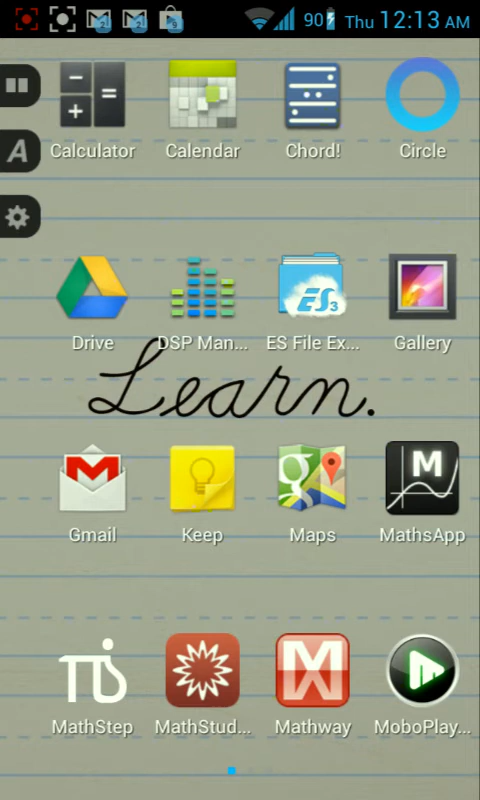 90 Thu 12:13 AM
Calculator Calendar Chord! Circle
A
Drive DSP Man... ES File Ex... Gallery
Learn.
Gmail Keep Maps MathsApp
MathStep MathStud... Mathway MoboPlay...